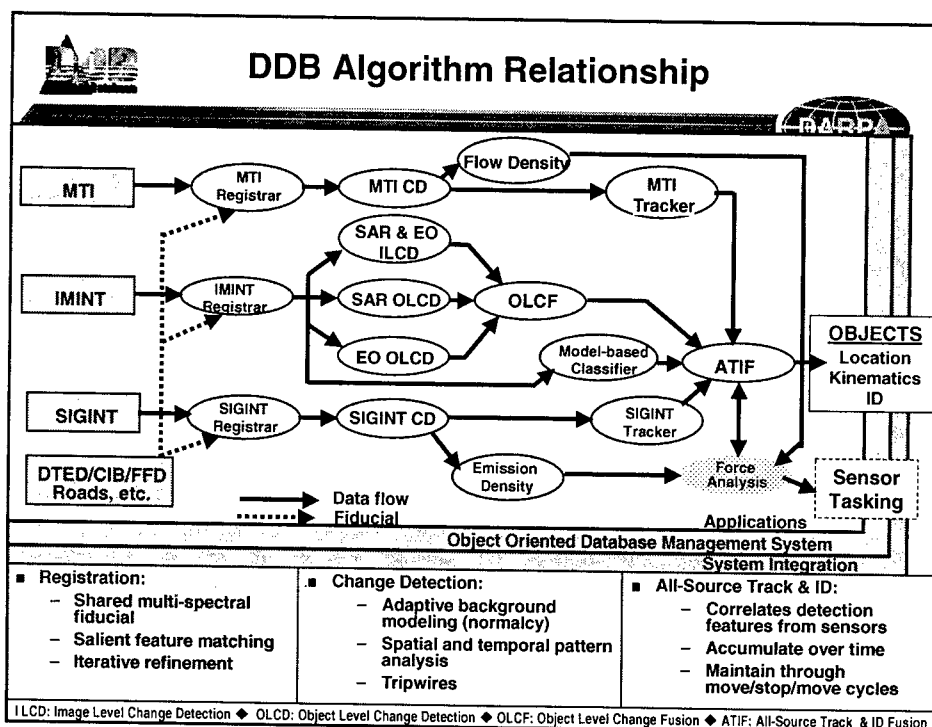 Database
DDB Algorithm Relationship
DARPA
MTI
MTI
Registrar
MTI CD
Flow Density
MTI
Tracker
SAR & EO
ILCD
IMINT
IMINT
Registrar
SAR OLCD
OLCF
EO OLCD
Model-based
Classifier
ATIF
OBJECTS
Location
Kinematics
ID
SIGINT
SIGINT
Registrar
SIGINT CD
SIGINT
Tracker
DTED/CIB/FFD
Roads, etc.
Emission
Density
Force
Analysis
Sensor
Tasking
Data flow
Fiducial
Applications
Object Oriented Database Management System
System Integration
■ Registration:
– Shared multi-spectral
fiducial
– Salient feature matching
– Iterative refinement
■ Change Detection:
– Adaptive background
modeling (normalcy)
– Spatial and temporal pattern
analysis
– Tripwires
■ All-Source Track & ID:
– Correlates detection
features from sensors
– Accumulate over time
– Maintain through
move/stop/move cycles
ILCD: Image Level Change Detection ◆ OLCD: Object Level Change Detection ◆ OLCF: Object Level Change Fusion ◆ ATIF: All-Source Track & ID Fusion